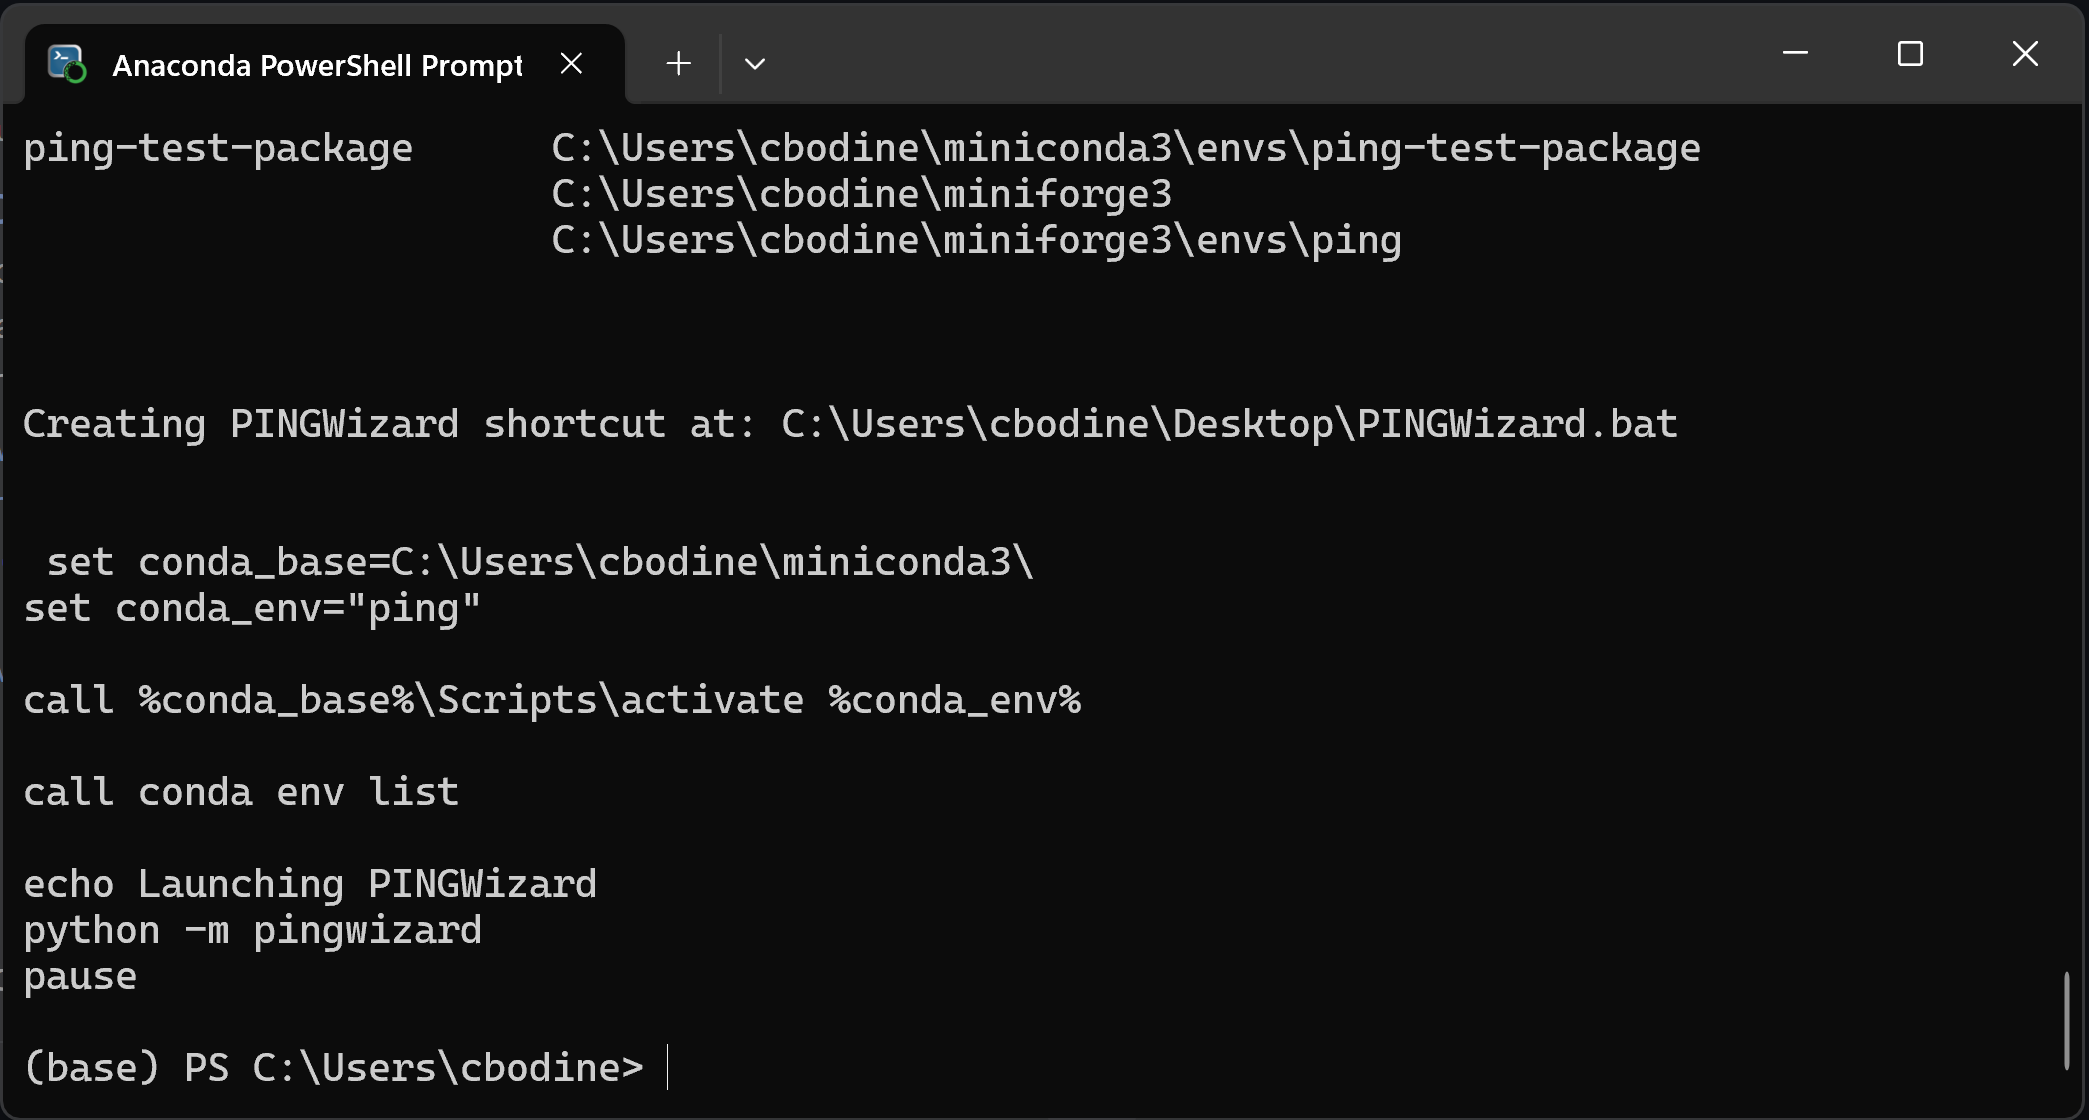 Anaconda PowerShell Prompt
ping-test-package      C:\Users\cbodine\miniconda3\envs\ping-test-package
                       C:\Users\cbodine\miniforge3
                       C:\Users\cbodine\miniforge3\envs\ping
Creating PINGWizard shortcut at: C:\Users\cbodine\Desktop\PINGWizard.bat
 set conda_base=C:\Users\cbodine\miniconda3\
set conda_env="ping"
call %conda_base%\Scripts\activate %conda_env%
call conda env list
echo Launching PINGWizard
python -m pingwizard
pause
(base) PS C:\Users\cbodine>